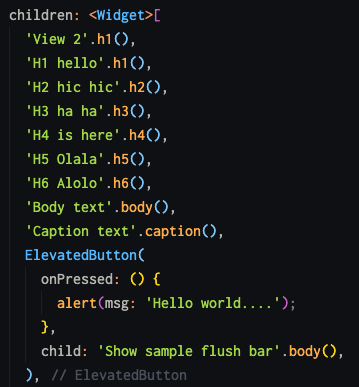 children: <Widget>[
'View 2'.h1(),
'H1 hello'.h1(),
'H2 hic hic'.h2(),
'H3 ha ha'.h3(),
'H4 is here'.h4(),
'H5 Olala'.h5(),
'H6 Alolo'.h6(),
'Body text'.body(),
'Caption text'.caption(),
ElevatedButton(
onPressed: () {
alert(msg: 'Hello world....');
},
child: 'Show sample flush bar'.body(),
), // ElevatedButton